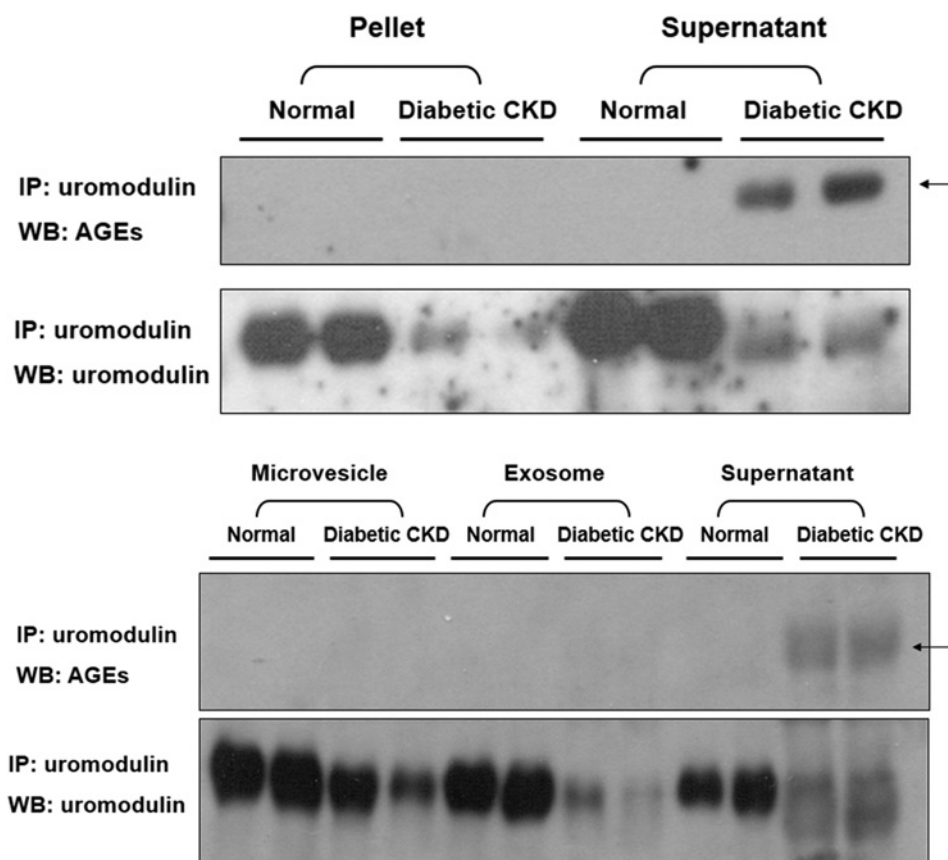 Pellet Supernatant
Normal Diabetic CKD Normal Diabetic CKD
IP: uromodulin
WB: AGEs
IP: uromodulin
WB: uromodulin
Microvesicle Exosome Supernatant
Normal Diabetic CKD Normal Diabetic CKD Normal Diabetic CKD
IP: uromodulin
WB: AGEs
IP: uromodulin
WB: uromodulin